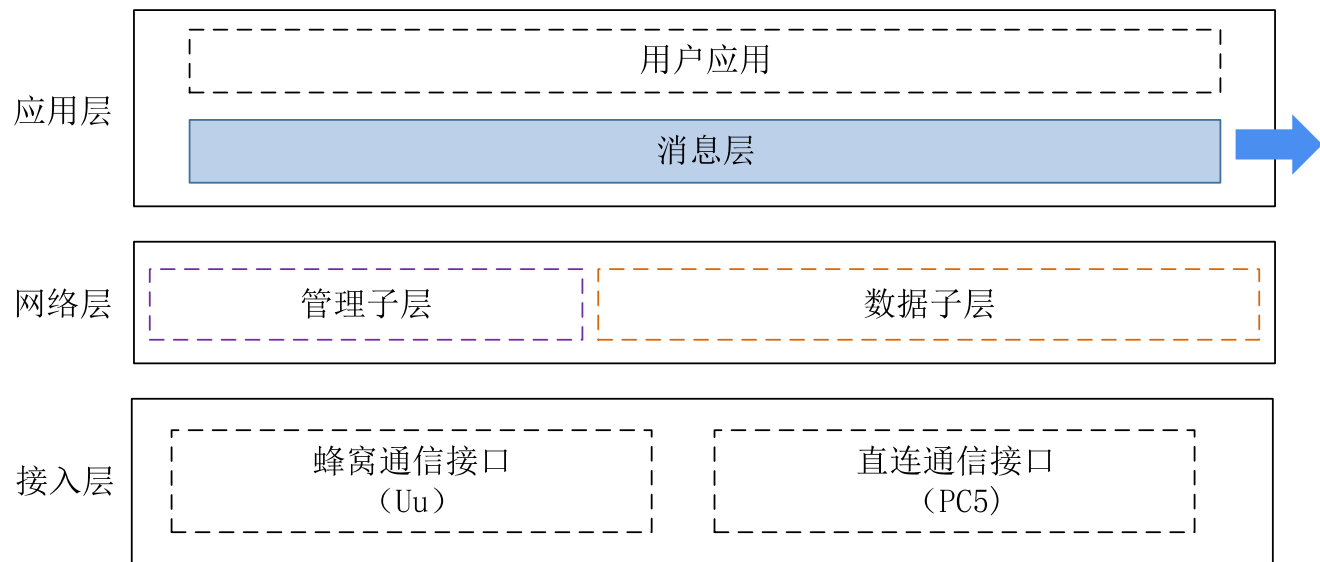 用户应用
应用层
消息层
网络层
管理子层
数据子层
接入层
蜂窝通信接口
（Uu）
直连通信接口
（PC5）